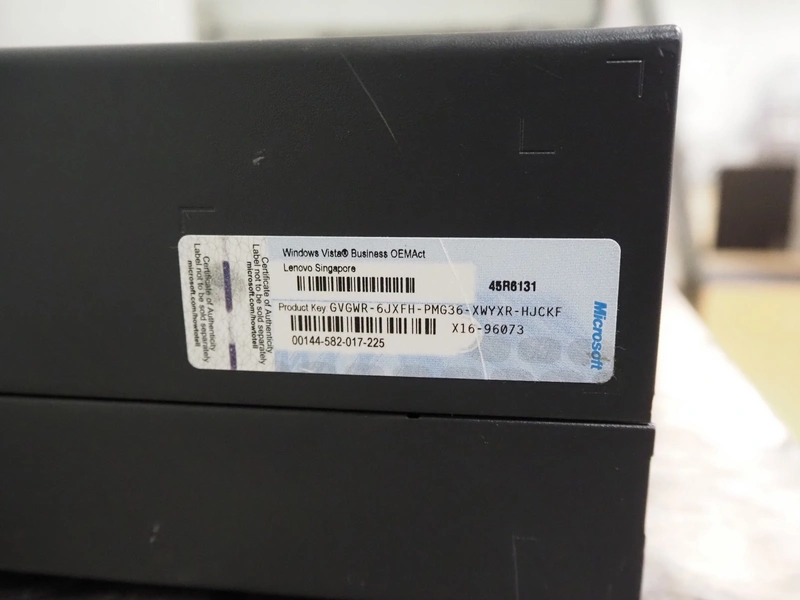 Certificate of Authenticity
Label not to be sold separately
microsoft.com/howtotell
Certificate of Authenticity
Label not to be sold separately
microsoft.com/howtotell
Windows Vista® Business OEMAct
Lenovo Singapore
45R6131
Product Key GVGWR-6JXFH-PMG36-XWYXR-HJCKF
X16-96073
00144-582-017-225
Microsoft